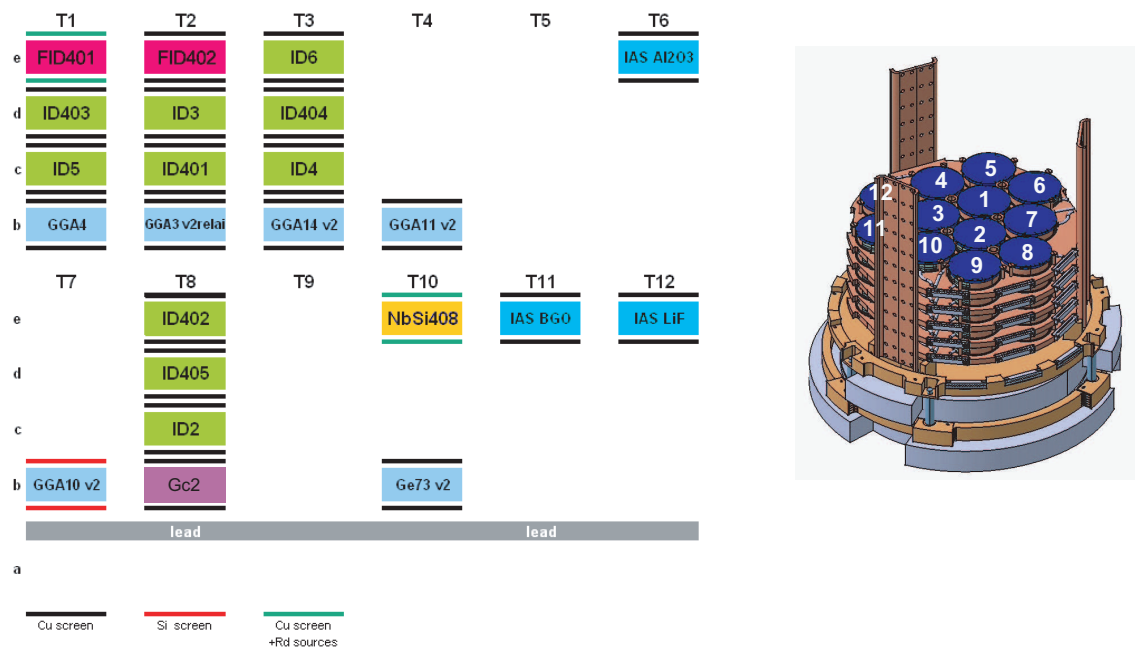 T1 T2 T3 T4 T5 T6
e FID401 FID402 ID6 IAS Al2O3
d ID403 ID3 ID404
c ID5 ID401 ID4
b GGA4 GGA3 v2relai GGA14 v2 GGA11 v2
T7 T8 T9 T10 T11 T12
e ID402 NbSi408 IAS BGO IAS LiF
d ID405
c ID2
b GGA10 v2 Gc2 Ge73 v2
lead lead
a
Cu screen Si screen Cu screen
+Rd sources
5
4 6
12 1
3 7
11 2
10 8
9